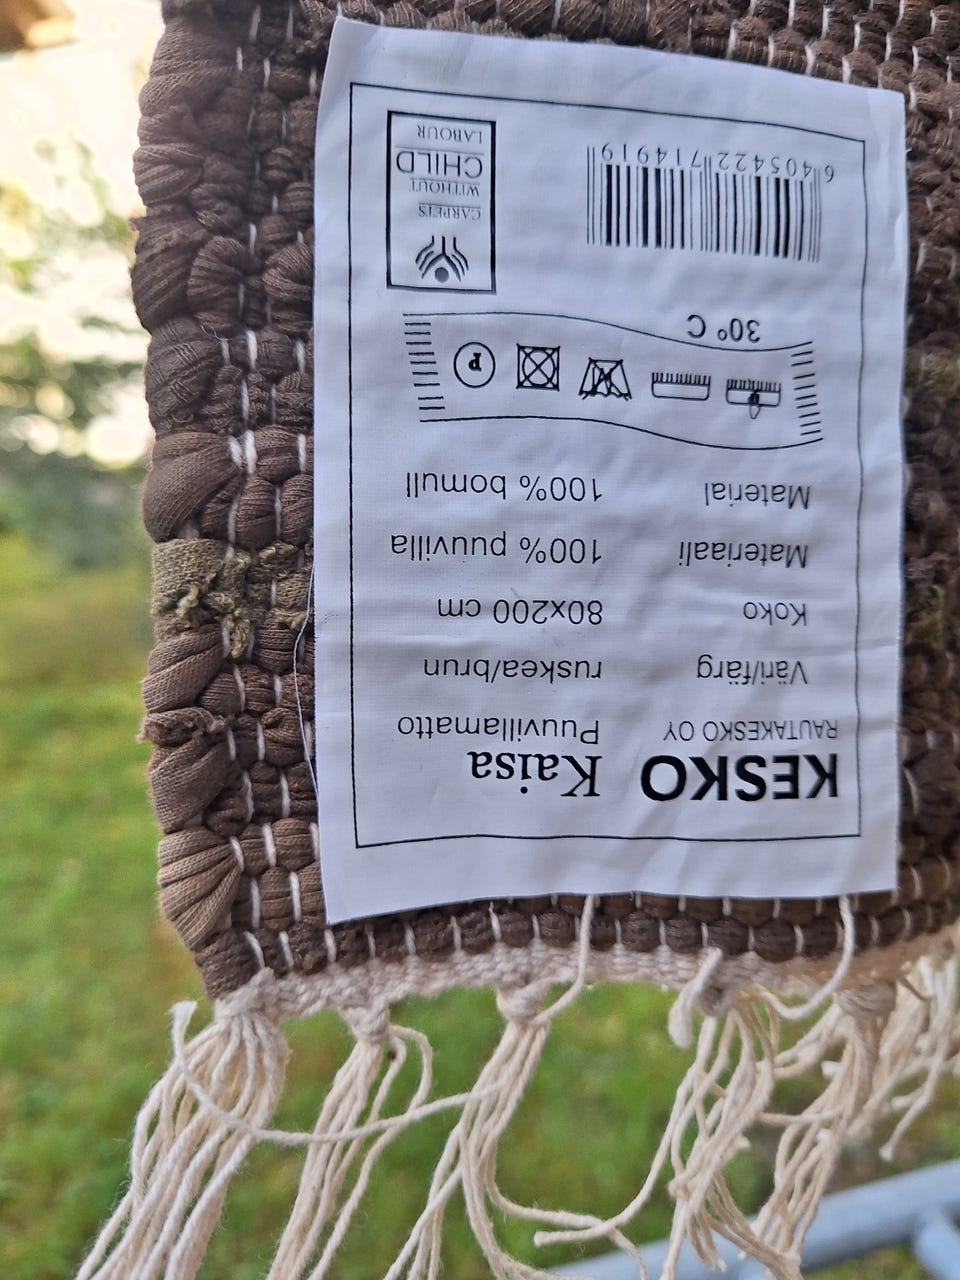 KESKO Kaisa
RAUTAKESKO OY Puuvillamatto
Väri/färg ruskea/brun
Koko 80x200 cm
Materiaali 100% puuvilla
Material 100% bomull
P
30° C
CARPETS
WITHOUT
CHILD
LABOUR
6 405422 714919